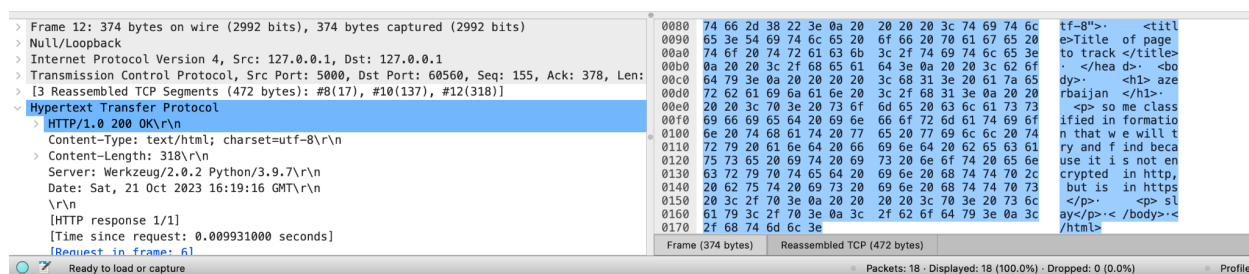 > Frame 12: 374 bytes on wire (2992 bits), 374 bytes captured (2992 bits)
> Null/Loopback
> Internet Protocol Version 4, Src: 127.0.0.1, Dst: 127.0.0.1
> Transmission Control Protocol, Src Port: 5000, Dst Port: 60560, Seq: 155, Ack: 378, Len:
> [3 Reassembled TCP Segments (472 bytes): #8(17), #10(137), #12(318)]
Hypertext Transfer Protocol
> HTTP/1.0 200 OK\r\n
Content-Type: text/html; charset=utf-8\r\n
> Content-Length: 318\r\n
Server: Werkzeug/2.0.2 Python/3.9.7\r\n
Date: Sat, 21 Oct 2023 16:19:16 GMT\r\n
\r\n
[HTTP response 1/1]
[Time since request: 0.009931000 seconds]
[Request in frame: 6]
0080 74 66 2d 38 22 3e 0a 20 20 20 20 3c 74 69 74 6c tf-8">· <titl
0090 65 3e 54 69 74 6c 65 20 6f 66 20 70 61 67 65 20 e>Title of page
00a0 74 6f 20 74 72 61 63 6b 3c 2f 74 69 74 6c 65 3e to track </title>
00b0 0a 20 20 3c 2f 68 65 61 64 3e 0a 20 20 3c 62 6f · </hea d>· <bo
00c0 64 79 3e 0a 20 20 20 20 3c 68 31 3e 20 61 7a 65 dy>· <h1> aze
00d0 72 62 61 69 6a 61 6e 20 3c 2f 68 31 3e 0a 20 20 rbaijan </h1>·
00e0 20 20 3c 70 3e 20 73 6f 6d 65 20 63 6c 61 73 73 <p> so me class
00f0 69 66 69 65 64 20 69 6e 66 6f 72 6d 61 74 69 6f ified in formatio
0100 6e 20 74 68 61 74 20 77 65 20 77 69 6c 6c 20 74 n that w e will t
0110 72 79 20 61 6e 64 20 66 69 6e 64 20 62 65 63 61 ry and f ind beca
0120 75 73 65 20 69 74 20 69 73 20 6e 6f 74 20 65 6e use it i s not en
0130 63 72 79 70 74 65 64 20 69 6e 20 68 74 74 70 2c crypted in http,
0140 20 62 75 74 20 69 73 20 69 6e 20 68 74 74 70 73 but is in https
0150 20 3c 2f 70 3e 0a 20 20 20 20 3c 70 3e 20 73 6c </p>· <p> sl
0160 61 79 3c 2f 70 3e 0a 3c 2f 62 6f 64 79 3e 0a 3c ay</p>·< /body>·<
0170 2f 68 74 6d 6c 3e /html>
Frame (374 bytes) Reassembled TCP (472 bytes)
Ready to load or capture Packets: 18 · Displayed: 18 (100.0%) · Dropped: 0 (0.0%) Profile